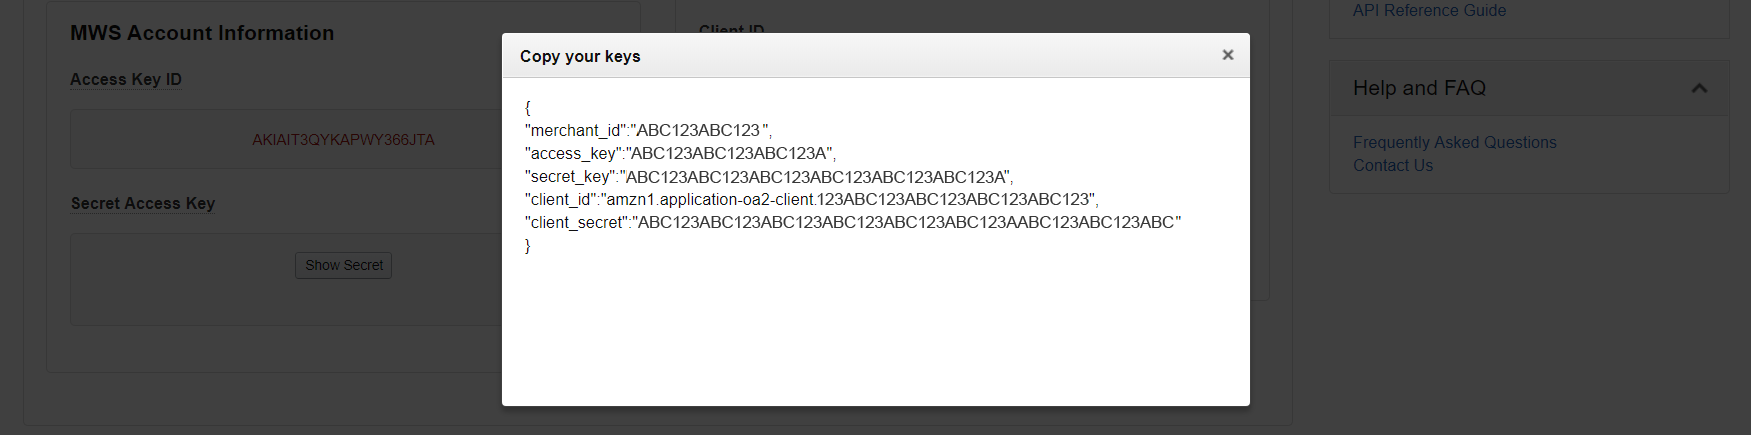 MWS Account Information
Access Key ID
AKIAIT3QYKAPWY366JTA
Secret Access Key
Show Secret
Client ID
Copy your keys
×
{
"merchant_id":"ABC123ABC123",
"access_key":"ABC123ABC123ABC123A",
"secret_key":"ABC123ABC123ABC123ABC123ABC123ABC123A",
"client_id":"amzn1.application-oa2-client.123ABC123ABC123ABC123ABC123",
"client_secret":"ABC123ABC123ABC123ABC123ABC123ABC123AABC123ABC123ABC"
}
API Reference Guide
Help and FAQ
Frequently Asked Questions
Contact Us